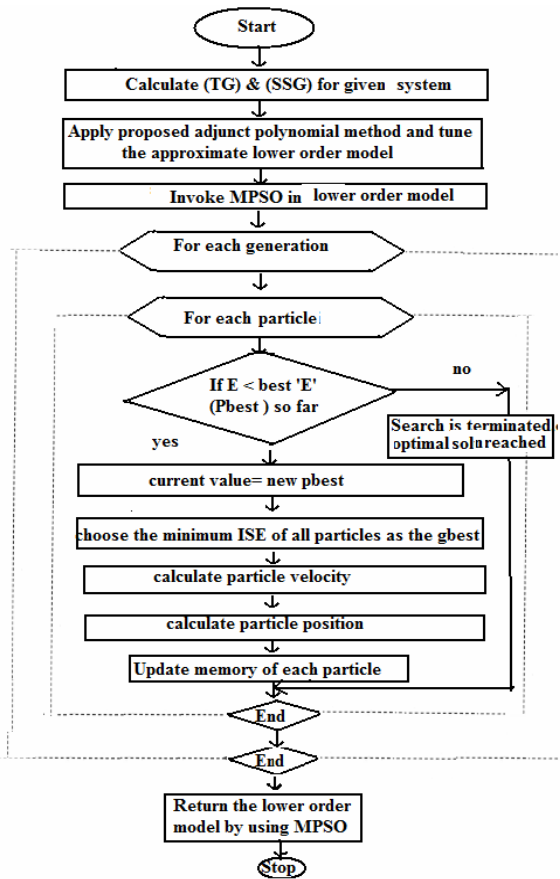 Start
Calculate (TG) & (SSG) for given system
Apply proposed adjunct polynomial method and tune
the approximate lower order model
Invoke MPSO in lower order model
For each generation
For each particle
If E < best 'E'
(Pbest ) so far
no
yes
Search is terminated
optimal soln reached
current value= new pbest
choose the minimum ISE of all particles as the gbest
calculate particle velocity
calculate particle position
Update memory of each particle
End
End
Return the lower order
model by using MPSO
Stop